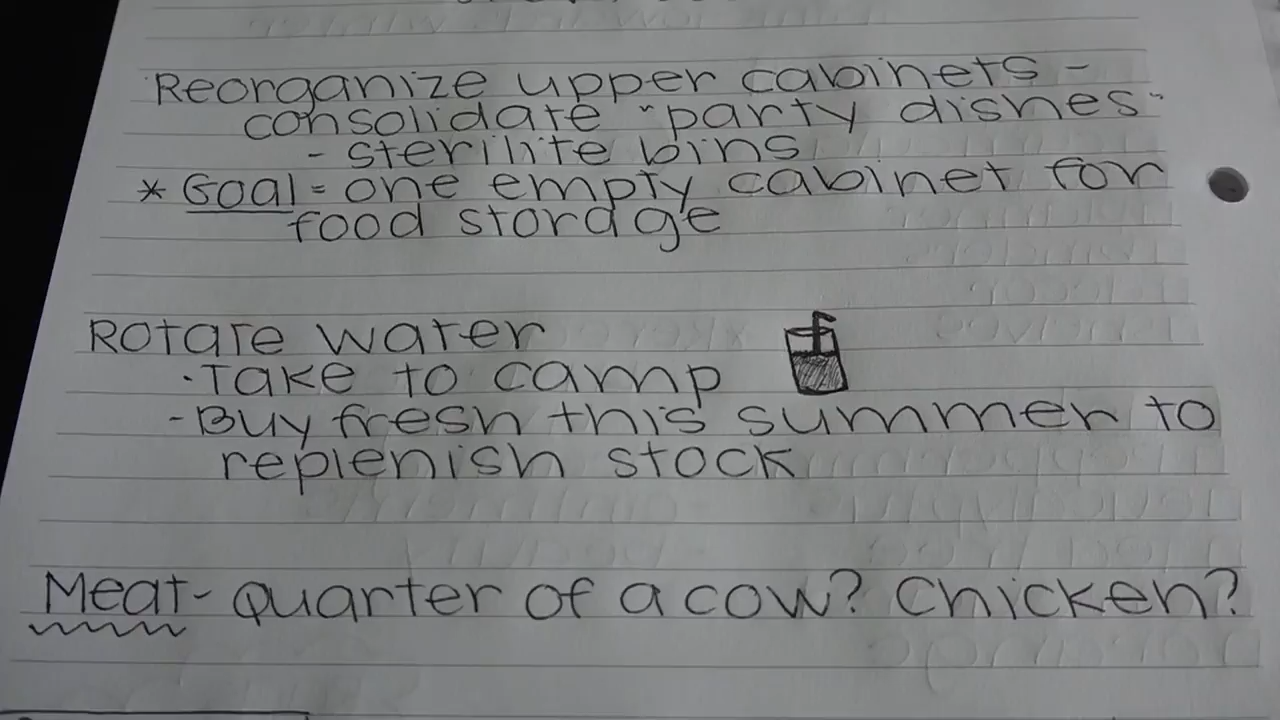 Reorganize upper cabinets -
consolidate "party dishes"
- sterilite bins
* Goal = one empty cabinet for
food storage
Rotate water
· Take to camp
- Buy fresh this summer to
replenish stock
Meat - Quarter of a cow? Chicken?